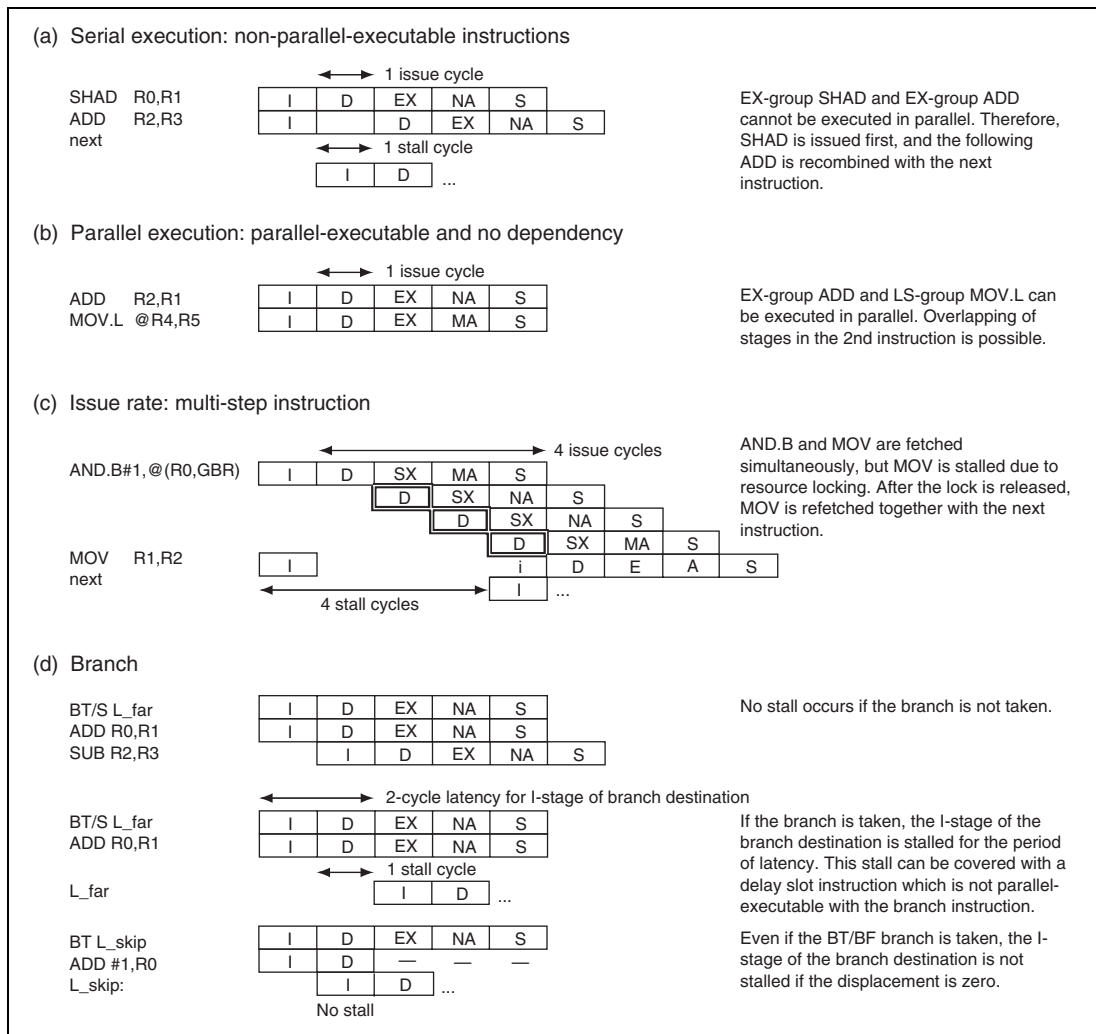 (a) Serial execution: non-parallel-executable instructions
1 issue cycle
SHAD R0,R1 I D EX NA S
ADD R2,R3 I D EX NA S
next
1 stall cycle
I D ...
EX-group SHAD and EX-group ADD
cannot be executed in parallel. Therefore,
SHAD is issued first, and the following
ADD is recombined with the next
instruction.
(b) Parallel execution: parallel-executable and no dependency
1 issue cycle
ADD R2,R1 I D EX NA S
MOV.L @R4,R5 I D EX MA S
EX-group ADD and LS-group MOV.L can
be executed in parallel. Overlapping of
stages in the 2nd instruction is possible.
(c) Issue rate: multi-step instruction
4 issue cycles
AND.B#1,@(R0,GBR) I D SX MA S
D SX NA S
D SX NA S
D SX MA S
MOV R1,R2 I i D E A S
next I ...
4 stall cycles
AND.B and MOV are fetched
simultaneously, but MOV is stalled due to
resource locking. After the lock is released,
MOV is refetched together with the next
instruction.
(d) Branch
BT/S L_far I D EX NA S
ADD R0,R1 I D EX NA S
SUB R2,R3 I D EX NA S
No stall occurs if the branch is not taken.
2-cycle latency for I-stage of branch destination
BT/S L_far I D EX NA S
ADD R0,R1 I D EX NA S
1 stall cycle
L_far I D ...
If the branch is taken, the I-stage of the
branch destination is stalled for the period
of latency. This stall can be covered with a
delay slot instruction which is not parallel-
executable with the branch instruction.
BT L_skip I D EX NA S
ADD #1,R0 I D — — —
L_skip: I D ...
No stall
Even if the BT/BF branch is taken, the I-
stage of the branch destination is not
stalled if the displacement is zero.